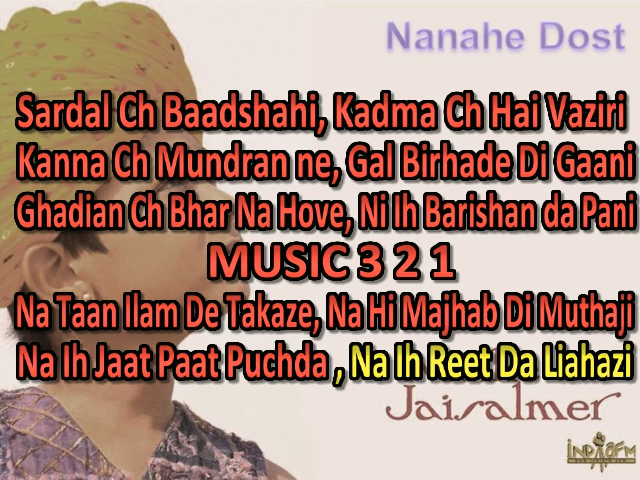 Nanahe Dost
Sardal Ch Baadshahi, Kadma Ch Hai Vaziri
Kanna Ch Mundran ne, Gal Birhade Di Gaani
Ghadian Ch Bhar Na Hove, Ni Ih Barishan da Pani
MUSIC 3 2 1
Na Taan Ilam De Takaze, Na Hi Majhab Di Muthaji
Na Ih Jaat Paat Puchda , Na Ih Reet Da Liahazi
Jaisalmer